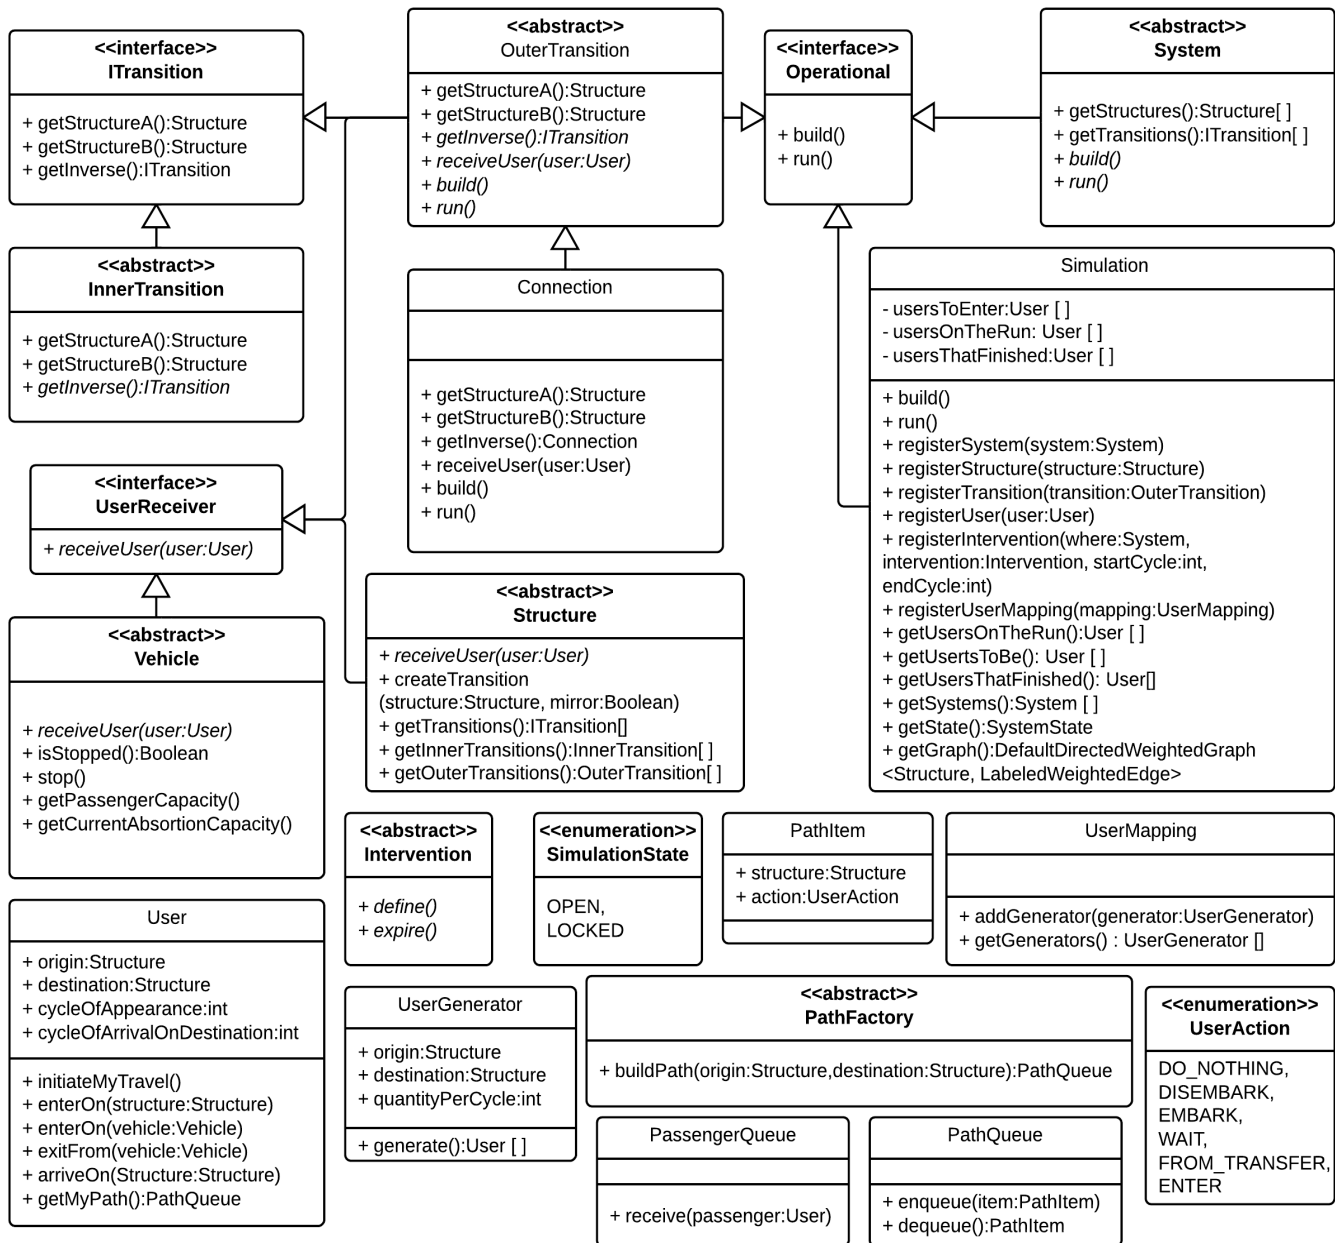 <<interface>>
ITransition
+ getStructureA():Structure
+ getStructureB():Structure
+ getInverse():ITransition
<<abstract>>
OuterTransition
+ getStructureA():Structure
+ getStructureB():Structure
+ getInverse():ITransition
+ receiveUser(user:User)
+ build()
+ run()
<<interface>>
Operational
+ build()
+ run()
<<abstract>>
System
+ getStructures():Structure[ ]
+ getTransitions():ITransition[ ]
+ build()
+ run()
<<abstract>>
InnerTransition
+ getStructureA():Structure
+ getStructureB():Structure
+ getInverse():ITransition
Connection
+ getStructureA():Structure
+ getStructureB():Structure
+ getInverse():Connection
+ receiveUser(user:User)
+ build()
+ run()
Simulation
- usersToEnter:User [ ]
- usersOnTheRun: User [ ]
- usersThatFinished:User [ ]
+ build()
+ run()
+ registerSystem(system:System)
+ registerStructure(structure:Structure)
+ registerTransition(transition:OuterTransition)
+ registerUser(user:User)
+ registerIntervention(where:System,
intervention:Intervention, startCycle:int,
endCycle:int)
+ registerUserMapping(mapping:UserMapping)
+ getUsersOnTheRun():User [ ]
+ getUsertsToBe(): User [ ]
+ getUsersThatFinished(): User[]
+ getSystems():System [ ]
+ getState():SystemState
+ getGraph():DefaultDirectedWeightedGraph
<Structure, LabeledWeightedEdge>
<<interface>>
UserReceiver
+ receiveUser(user:User)
<<abstract>>
Structure
+ receiveUser(user:User)
+ createTransition
(structure:Structure, mirror:Boolean)
+ getTransitions():ITransition[]
+ getInnerTransitions():InnerTransition[ ]
+ getOuterTransitions():OuterTransition[ ]
<<abstract>>
Vehicle
+ receiveUser(user:User)
+ isStopped():Boolean
+ stop()
+ getPassengerCapacity()
+ getCurrentAbsortionCapacity()
<<abstract>>
Intervention
+ define()
+ expire()
<<enumeration>>
SimulationState
OPEN,
LOCKED
PathItem
+ structure:Structure
+ action:UserAction
UserMapping
+ addGenerator(generator:UserGenerator)
+ getGenerators() : UserGenerator []
User
+ origin:Structure
+ destination:Structure
+ cycleOfAppearance:int
+ cycleOfArrivalOnDestination:int
+ initiateMyTravel()
+ enterOn(structure:Structure)
+ enterOn(vehicle:Vehicle)
+ exitFrom(vehicle:Vehicle)
+ arriveOn(Structure:Structure)
+ getMyPath():PathQueue
UserGenerator
+ origin:Structure
+ destination:Structure
+ quantityPerCycle:int
+ generate():User [ ]
<<abstract>>
PathFactory
+ buildPath(origin:Structure,destination:Structure):PathQueue
<<enumeration>>
UserAction
DO_NOTHING,
DISEMBARK,
EMBARK,
WAIT,
FROM_TRANSFER,
ENTER
PassengerQueue
+ receive(passenger:User)
PathQueue
+ enqueue(item:PathItem)
+ dequeue():PathItem